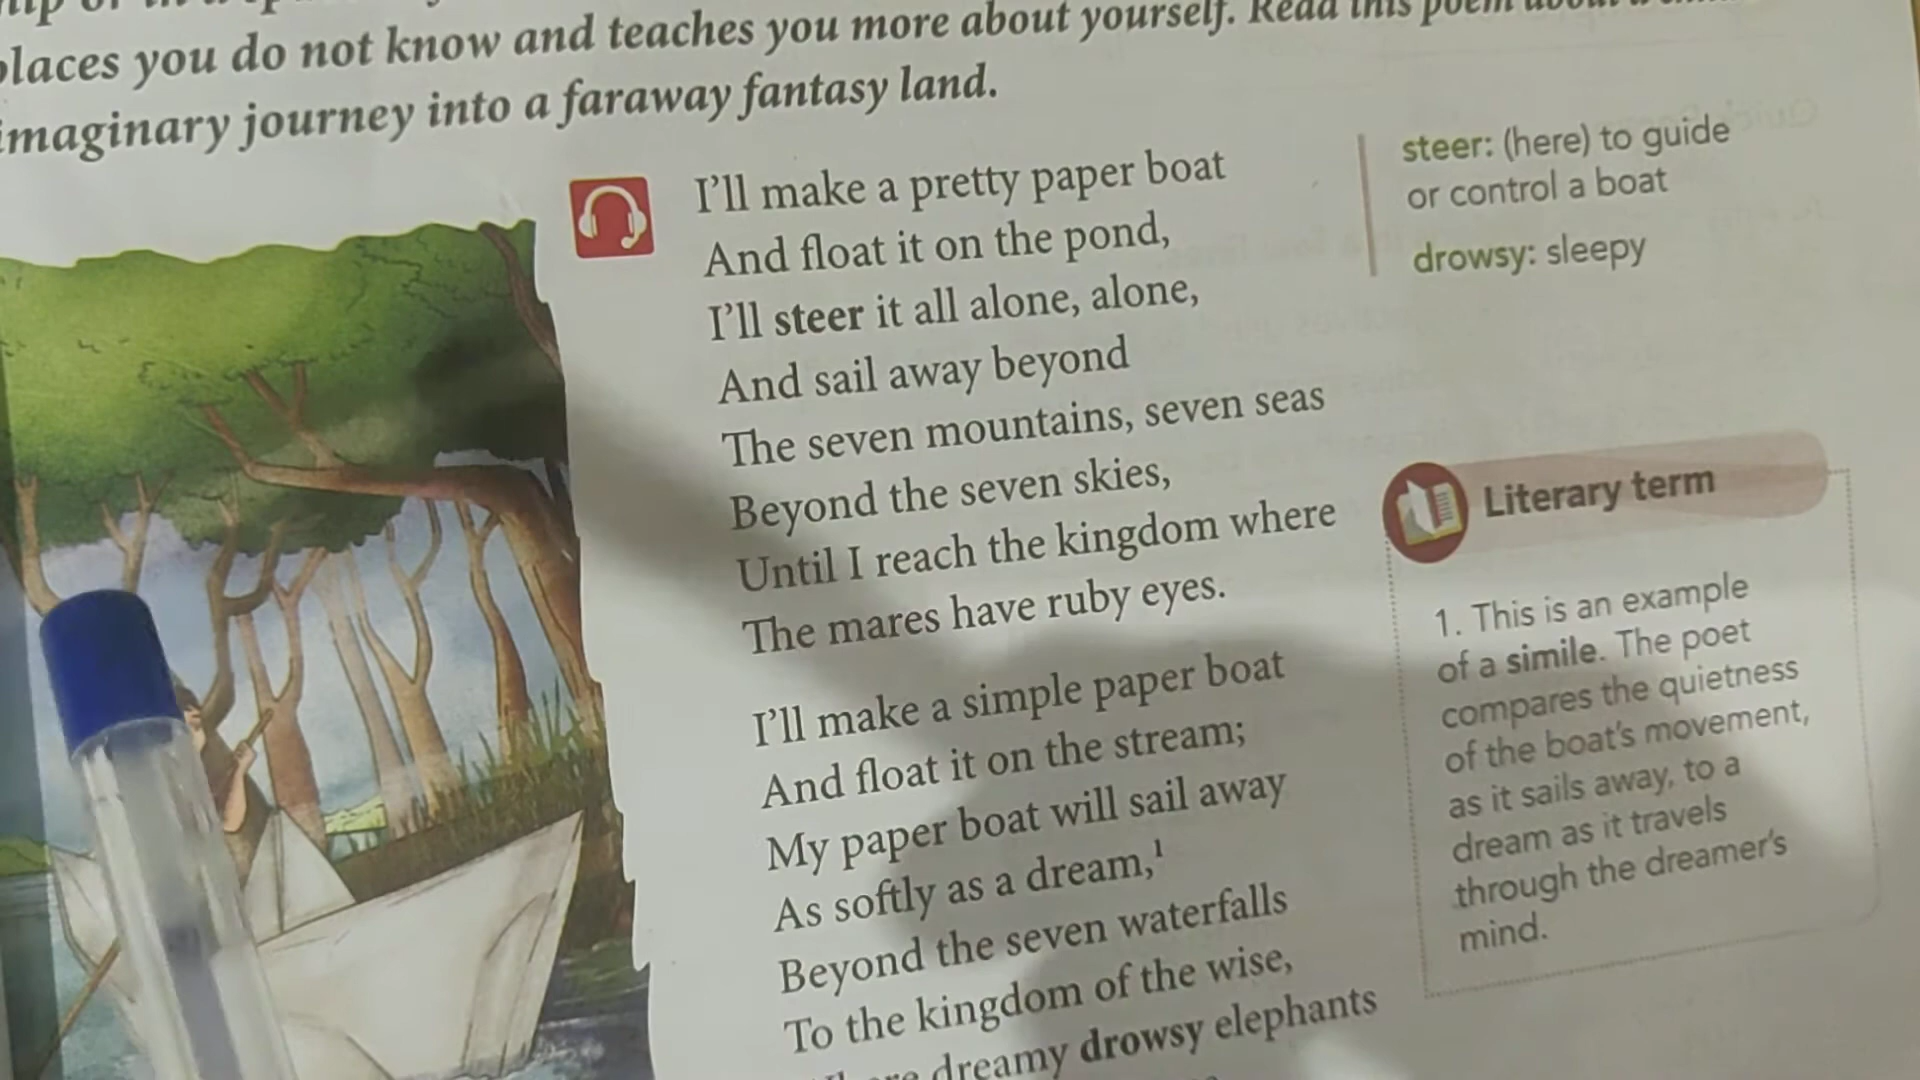 places you do not know and teaches you more about yourself. Read this poem about a
imaginary journey into a faraway fantasy land.
I'll make a pretty paper boat
And float it on the pond,
I'll steer it all alone, alone,
And sail away beyond
The seven mountains, seven seas
Beyond the seven skies,
Until I reach the kingdom where
The mares have ruby eyes.
I'll make a simple paper boat
And float it on the stream;
My paper boat will sail away
As softly as a dream,¹
Beyond the seven waterfalls
To the kingdom of the wise,
dreamy drowsy elephants
steer: (here) to guide
or control a boat
drowsy: sleepy
Literary term
1. This is an example
of a simile. The poet
compares the quietness
of the boat's movement,
as it sails away, to a
dream as it travels
through the dreamer's
mind.